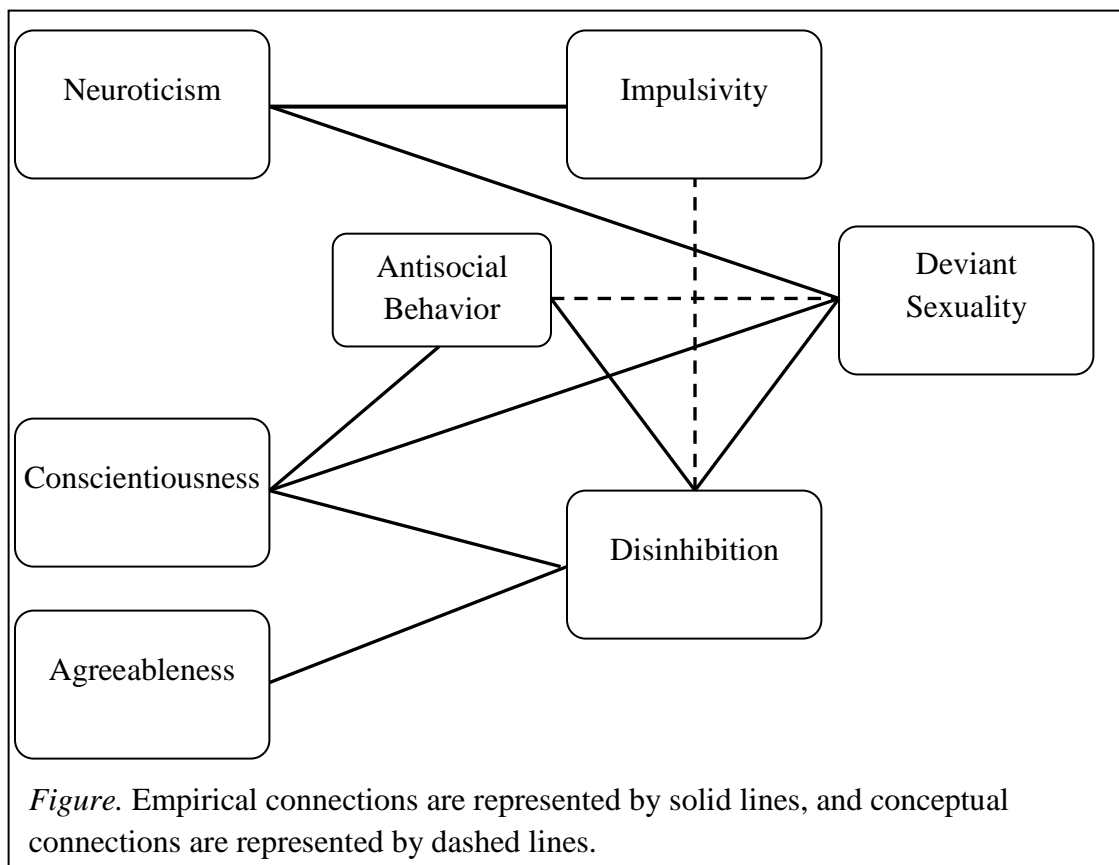 Neuroticism
Impulsivity
Antisocial
Behavior
Deviant
Sexuality
Conscientiousness
Disinhibition
Agreeableness
Figure. Empirical connections are represented by solid lines, and conceptual
connections are represented by dashed lines.